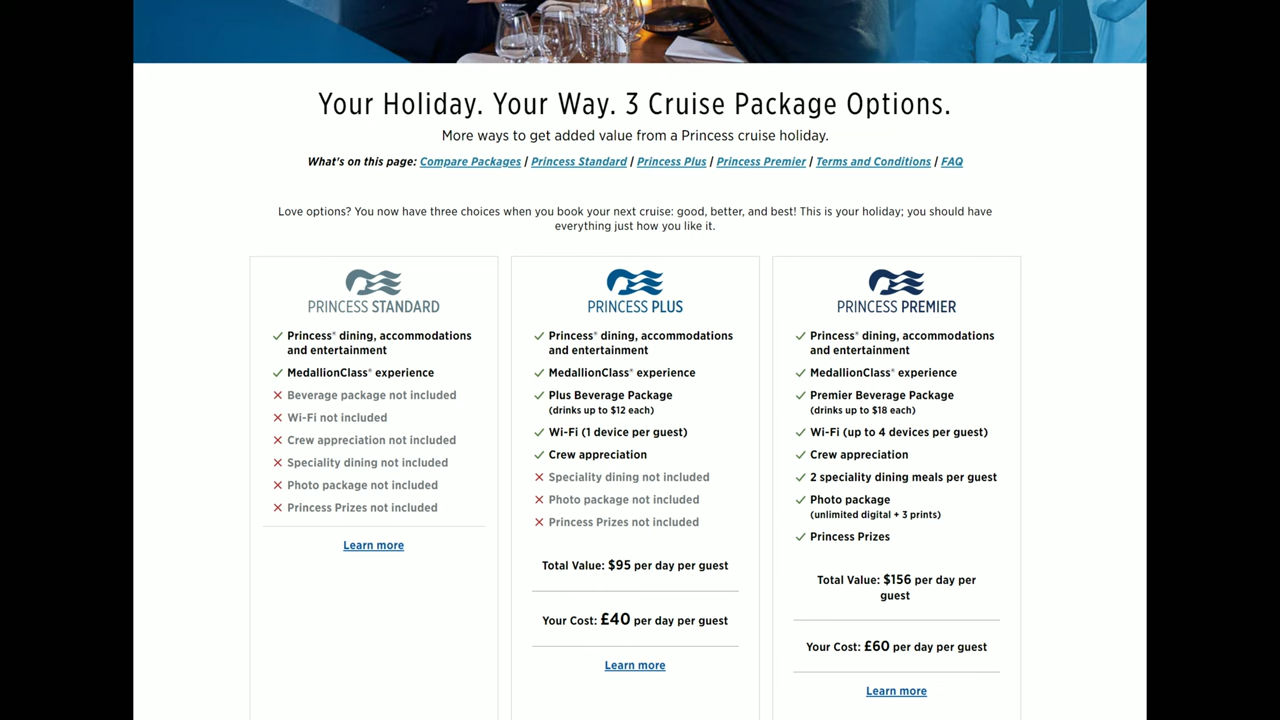 Your Holiday. Your Way. 3 Cruise Package Options.
More ways to get added value from a Princess cruise holiday.
What's on this page: Compare Packages / Princess Standard / Princess Plus / Princess Premier / Terms and Conditions / FAQ
Love options? You now have three choices when you book your next cruise: good, better, and best! This is your holiday; you should have
everything just how you like it.
PRINCESS STANDARD
Princess® dining, accommodations
and entertainment
MedallionClass® experience
Beverage package not included
Wi-Fi not included
Crew appreciation not included
Speciality dining not included
Photo package not included
Princess Prizes not included
Learn more
PRINCESS PLUS
Princess® dining, accommodations
and entertainment
MedallionClass® experience
Plus Beverage Package
(drinks up to $12 each)
Wi-Fi (1 device per guest)
Crew appreciation
Speciality dining not included
Photo package not included
Princess Prizes not included
Total Value: $95 per day per guest
Your Cost: £40 per day per guest
Learn more
PRINCESS PREMIER
Princess® dining, accommodations
and entertainment
MedallionClass® experience
Premier Beverage Package
(drinks up to $18 each)
Wi-Fi (up to 4 devices per guest)
Crew appreciation
2 speciality dining meals per guest
Photo package
(unlimited digital + 3 prints)
Princess Prizes
Total Value: $156 per day per
guest
Your Cost: £60 per day per guest
Learn more